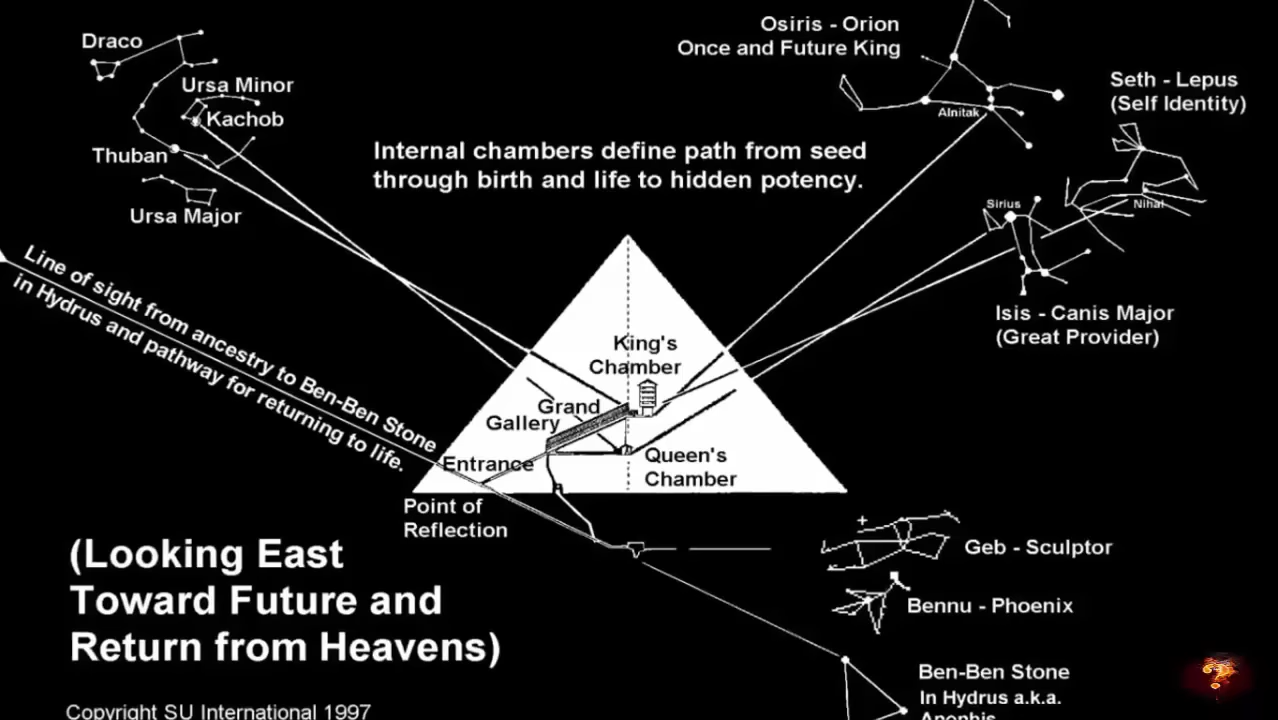 Draco
Ursa Minor
Kachob
Thuban
Ursa Major
Osiris - Orion
Once and Future King
Alnitak
Seth - Lepus
(Self Identity)
Sirius
Nihal
Isis - Canis Major
(Great Provider)
Internal chambers define path from seed
through birth and life to hidden potency.
Line of sight from ancestry to Ben-Ben Stone
in Hydrus and pathway for returning to life.
King's
Chamber
Grand
Gallery
Entrance
Queen's
Chamber
Point of
Reflection
(Looking East
Toward Future and
Return from Heavens)
Geb - Sculptor
Bennu - Phoenix
Ben-Ben Stone
In Hydrus a.k.a.
Copyright SU International 1997